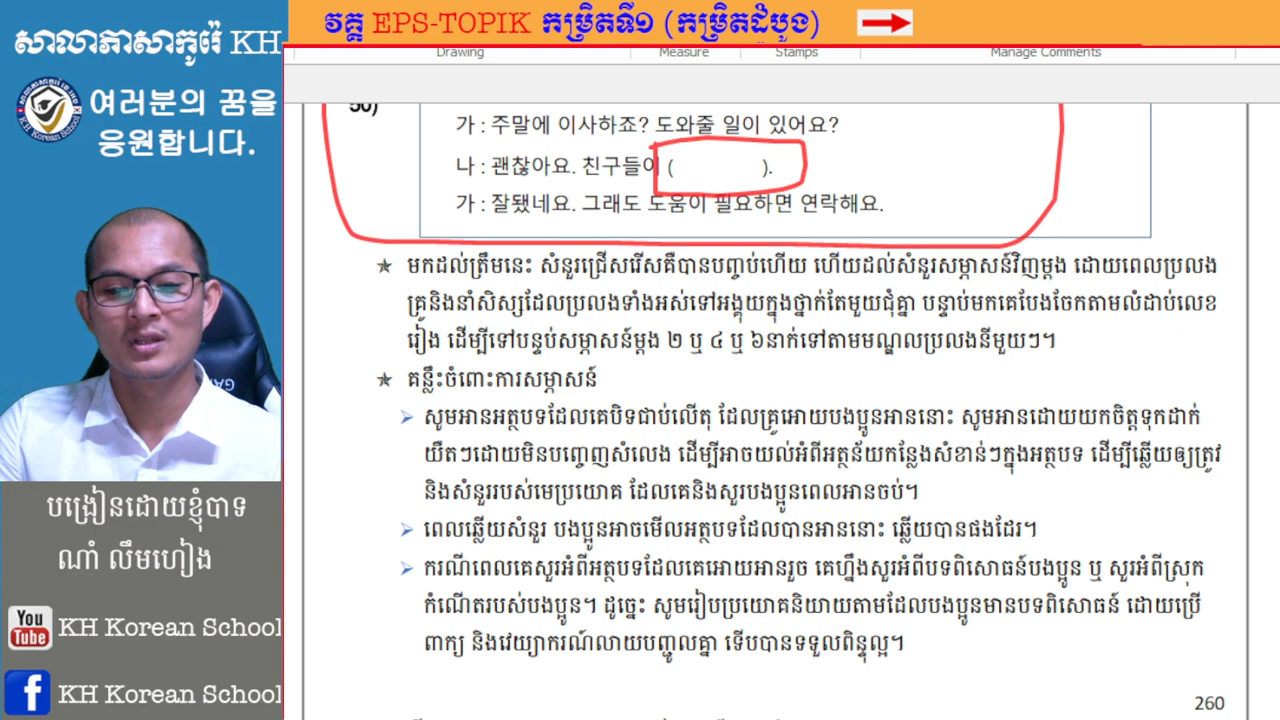 សាលាភាសាកូរ៉េ KH
វគ្គ EPS-TOPIK កម្រិតទី១ (កម្រិតដំបូង)
Drawing Measure Stamps Manage Comments
여러분의 꿈을
응원합니다.
50)
가 : 주말에 이사하죠? 도와줄 일이 있어요?
나 : 괜찮아요. 친구들이 ( ).
가 : 잘됐네요. 그래도 도움이 필요하면 연락해요.
✭ មកដល់ត្រឹមនេះ សំនួរជ្រើសរើសគឺបានបញ្ចប់ហើយ ហើយដល់សំនួរសម្ភាសន៍វិញម្តង ដោយពេលប្រលង
គ្រូនិងនាំសិស្សដែលប្រលងទាំងអស់ទៅអង្គុយក្នុងថ្នាក់តែមួយជុំគ្នា បន្ទាប់មកគេបែងចែកតាមលំដាប់លេខ
រៀង ដើម្បីទៅបន្ទប់សម្ភាសន៍ម្តង ២ ឬ ៤ ឬ ៦នាក់ទៅតាមមណ្ឌលប្រលងនីមួយៗ។
✭ គន្លឹះចំពោះការសម្ភាសន៍
➢ សូមអានអត្ថបទដែលគេបិទជាប់លើតុ ដែលគ្រូអោយបងប្អូនអាននោះ សូមអានដោយយកចិត្តទុកដាក់
យឺតៗដោយមិនបញ្ចេញសំលេង ដើម្បីអាចយល់អំពីអត្ថន័យកន្លែងសំខាន់ៗក្នុងអត្ថបទ ដើម្បីឆ្លើយឲ្យត្រូវ
និងសំនួររបស់មេប្រយោគ ដែលគេនិងសួរបងប្អូនពេលអានចប់។
➢ ពេលឆ្លើយសំនួរ បងប្អូនអាចមើលអត្ថបទដែលបានអាននោះ ឆ្លើយបានផងដែរ។
➢ ករណីពេលគេសួរអំពីអត្ថបទដែលគេអោយអានរួច គេហ្នឹងសួរអំពីបទពិសោធន៍បងប្អូន ឬ សួរអំពីស្រុក
កំណើតរបស់បងប្អូន។ ដូច្នេះ សូមរៀបប្រយោគនិយាយតាមដែលបងប្អូនមានបទពិសោធន៍ ដោយប្រើ
ពាក្យ និងវេយ្យាករណ៍លាយបញ្ចូលគ្នា ទើបបានទទួលពិន្ទុល្អ។
260
បង្រៀនដោយខ្ញុំបាទ
ណាំ លឹមហៀង
You
Tube KH Korean School
f KH Korean School